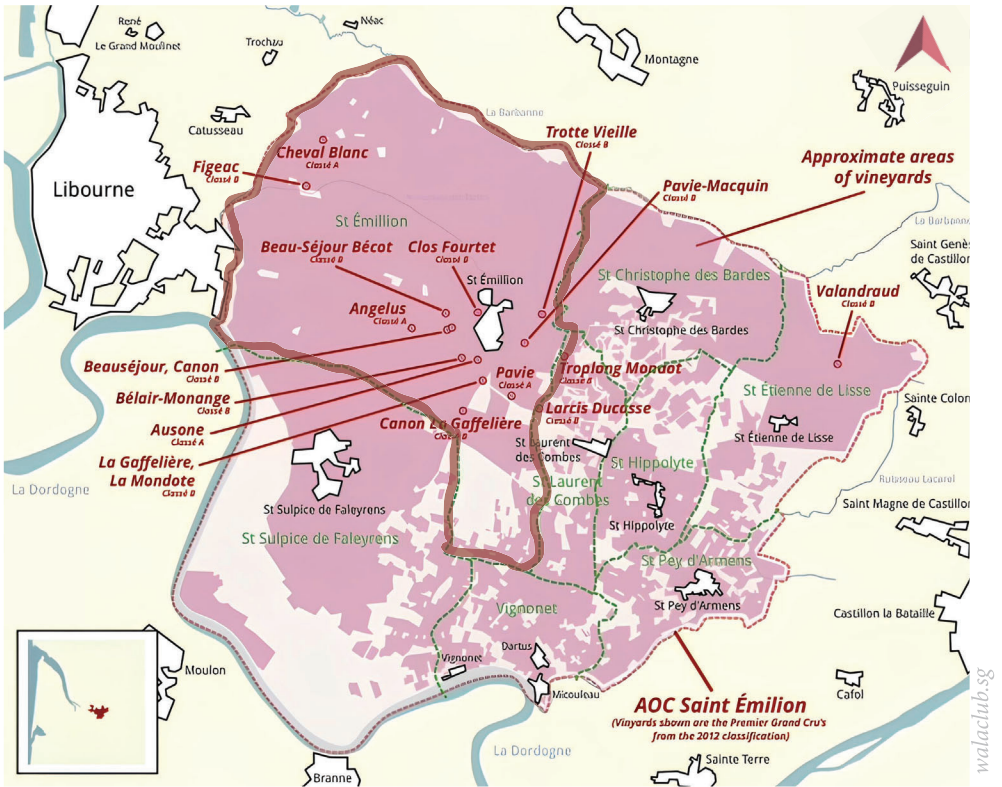 René
Le Grand Moulinet
Néac
Trochau
Montagne
Puisseguin
Catusseau
La Barbanne
Trotte Vieille
Classé B
Cheval Blanc
Classé A
Figeac
Classé B
Approximate areas
of vineyards
Libourne
Pavie-Macquin
Classé B
St Émillion
La Barbanne
Beau-Séjour Bécot
Classé B
Clos Fourtet
Classé B
Saint Genès
de Castillon
St Émillion
St Christophe des Bardes
Valandraud
Classé B
Angelus
Classé A
St Christophe des Bardes
Beauséjour, Canon
Classé B
Pavie
Classé A
Troplong Mondot
Classé B
St Étienne de Lisse
Bélair-Monange
Classé B
Sainte Colon
Canon La Gaffelière
Classé B
Larcis Ducasse
Classé B
Ausone
Classé A
St Étienne de Lisse
St Laurent
des Combes
La Gaffelière,
La Mondote
Classé B
St Hippolyte
La Dordogne
St Laurent
des Combes
Ruisseau Lacarol
Saint Magne de Castillon
St Sulpice de Faleyrens
St Hippolyte
St Sulpice de Faleyrens
St Pey d'Armens
St Pey d'Armens
Vignonet
Castillon la Bataille
Dartus
Vignonet
Moulon
Micouleau
Cafol
AOC Saint Émilion
(Vinyards shown are the Premier Grand Cru's
from the 2012 classification)
La Dordogne
Sainte Terre
Branne
walaclub.sg